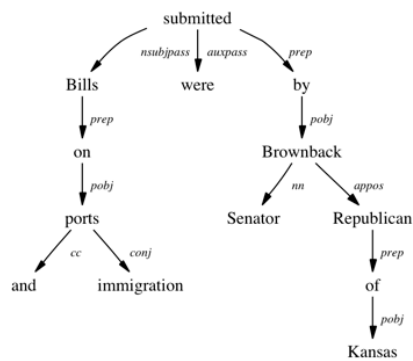 submitted
nsubjpass auxpass prep
Bills were by
prep pobj
on Brownback
pobj nn appos
ports Senator Republican
cc conj prep
and immigration of
pobj
Kansas